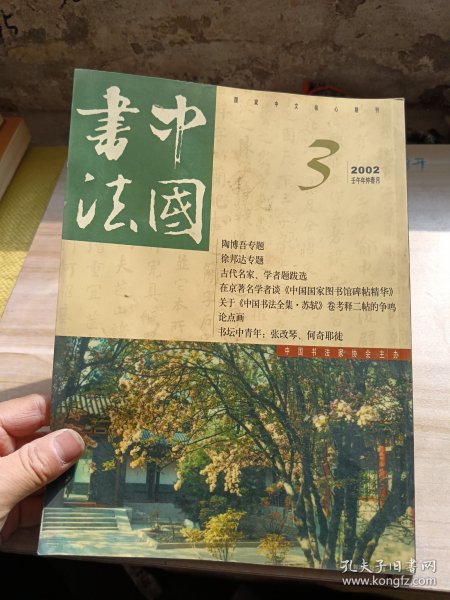 中國書法
國家中文核心期刊
3
2002
壬午年仲春月
陶博吾专题
徐邦达专题
古代名家、学者题跋选
在京著名学者谈《中国国家图书馆碑帖精华》
关于《中国书法全集·苏轼》卷考释二帖的争鸣
论点画
书坛中青年：张改琴、何奇耶徒
中国书法家协会主办
孔夫子旧书网
www.kongfz.com